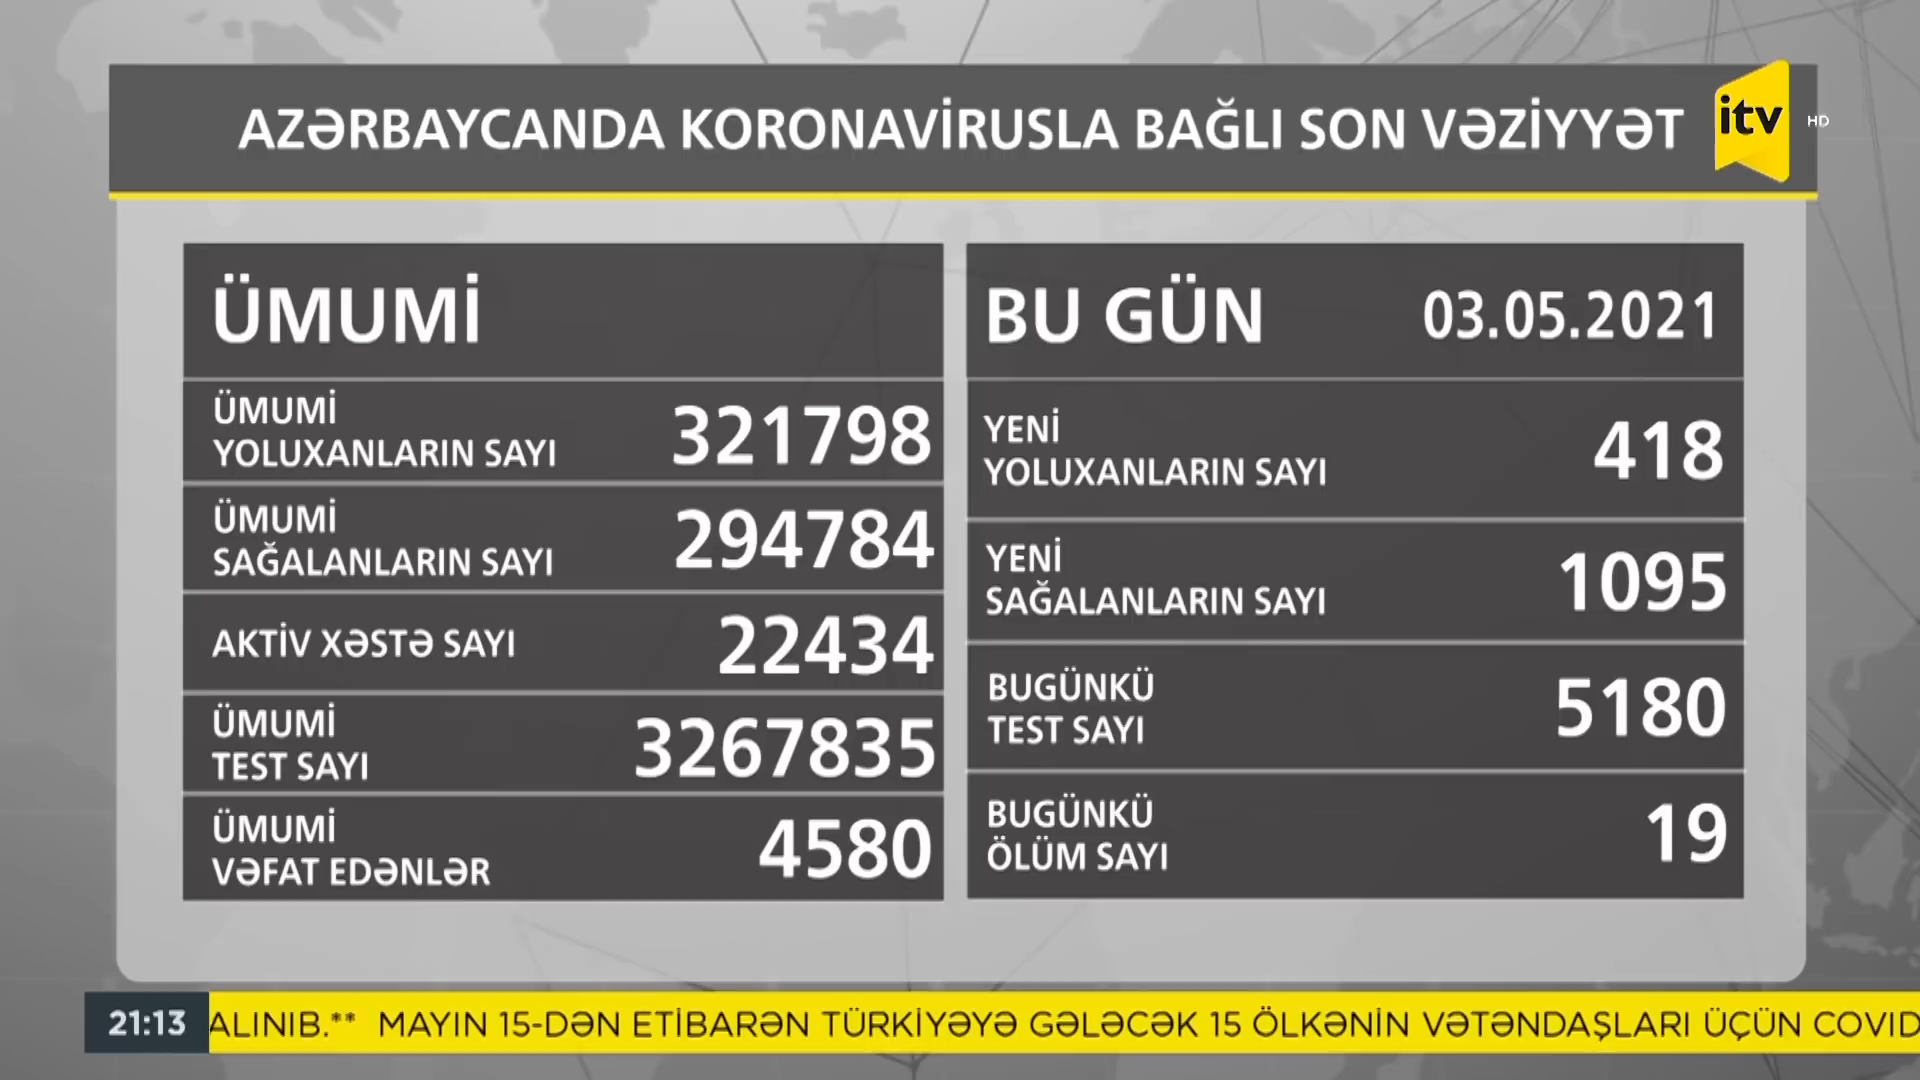 AZƏRBAYCANDA KORONAVİRUSLA BAĞLI SON VƏZİYYƏT
itv HD
ÜMUMİ
ÜMUMİ
YOLUXANLARIN SAYI 321798
ÜMUMİ
SAĞALANLARIN SAYI 294784
AKTİV XƏSTƏ SAYI 22434
ÜMUMİ
TEST SAYI 3267835
ÜMUMİ
VƏFAT EDƏNLƏR 4580
BU GÜN 03.05.2021
YENİ
YOLUXANLARIN SAYI 418
YENİ
SAĞALANLARIN SAYI 1095
BUGÜNKÜ
TEST SAYI 5180
BUGÜNKÜ
ÖLÜM SAYI 19
21:13 ALINIB.** MAYIN 15-DƏN ETİBARƏN TÜRKİYƏYƏ GƏLƏCƏK 15 ÖLKƏNİN VƏTƏNDAŞLARI ÜÇÜN COVID